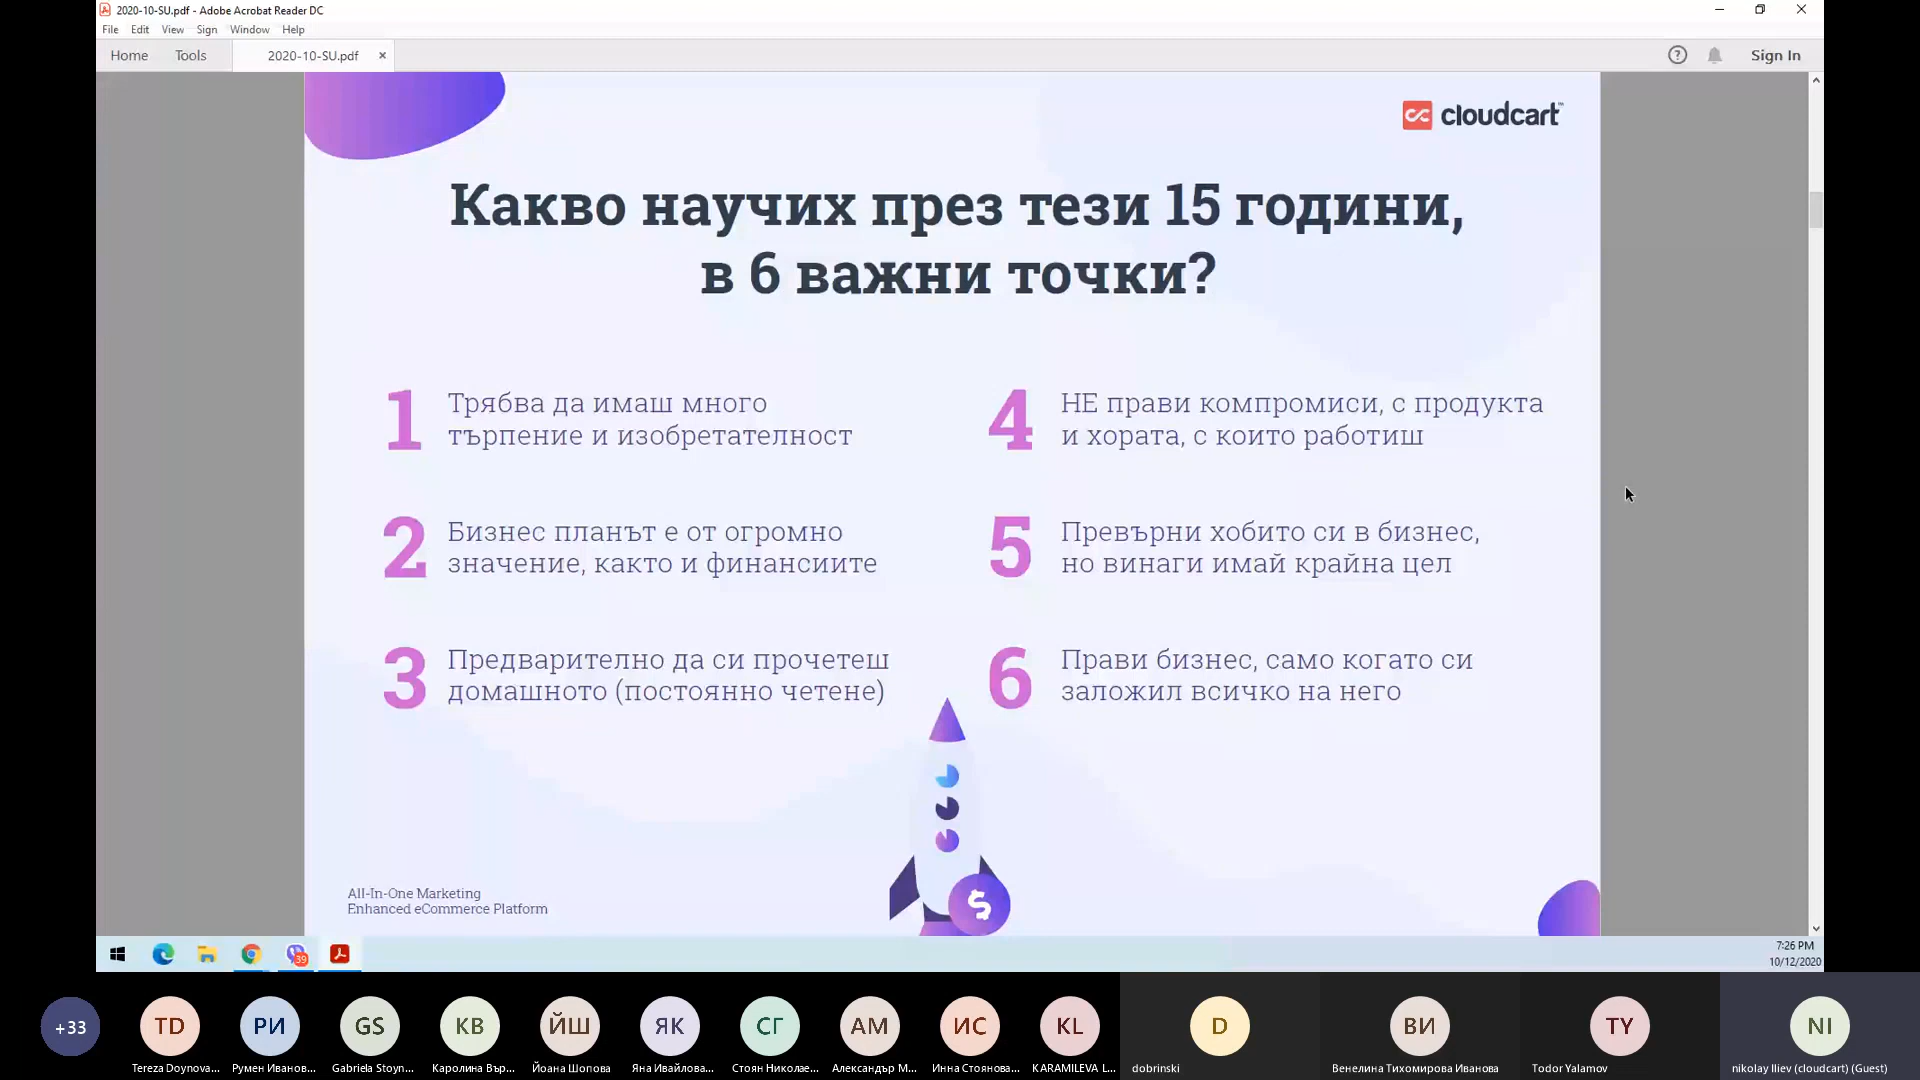 2020-10-SU.pdf - Adobe Acrobat Reader DC
File Edit View Sign Window Help
Home Tools 2020-10-SU.pdf × Sign In
cloudcart™
Какво научих през тези 15 години,
в 6 важни точки?
1 Трябва да имаш много
търпение и изобретателност
2 Бизнес планът е от огромно
значение, както и финансиите
3 Предварително да си прочетеш
домашното (постоянно четене)
4 НЕ прави компромиси, с продукта
и хората, с които работиш
5 Превърни хобито си в бизнес,
но винаги имай крайна цел
6 Прави бизнес, само когато си
заложил всичко на него
$
All-In-One Marketing
Enhanced eCommerce Platform
39
7:26 PM
10/12/2020
+33 TD РИ GS КВ ЙШ ЯК СГ АМ ИС KL D ВИ TY NI
Tereza Doynova... Румен Иванов... Gabriela Stoyn... Каролина Вър... Йоана Шопова Яна Ивайлова... Стоян Николае... Александър М... Инна Стоянова... KARAMILEVA L... dobrinski Венелина Тихомирова Иванова Todor Yalamov nikolay Iliev (cloudcart) (Guest)